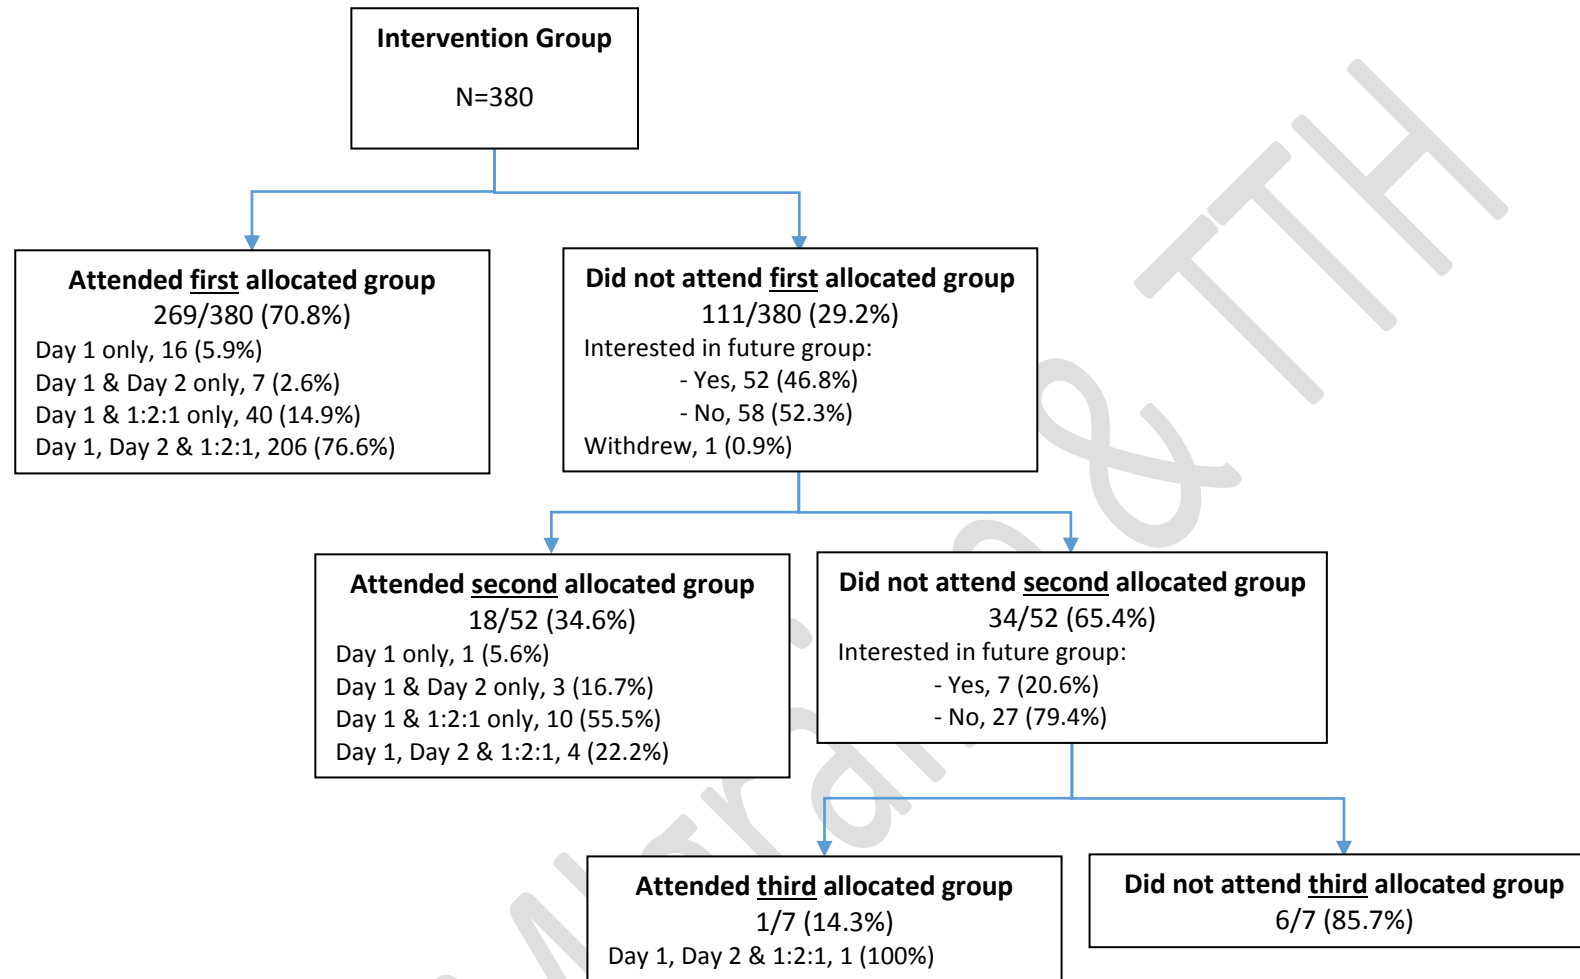 Intervention Group
N=380
Attended first allocated group
269/380 (70.8%)
Day 1 only, 16 (5.9%)
Day 1 & Day 2 only, 7 (2.6%)
Day 1 & 1:2:1 only, 40 (14.9%)
Day 1, Day 2 & 1:2:1, 206 (76.6%)
Did not attend first allocated group
111/380 (29.2%)
Interested in future group:
- Yes, 52 (46.8%)
- No, 58 (52.3%)
Withdrew, 1 (0.9%)
Attended second allocated group
18/52 (34.6%)
Day 1 only, 1 (5.6%)
Day 1 & Day 2 only, 3 (16.7%)
Day 1 & 1:2:1 only, 10 (55.5%)
Day 1, Day 2 & 1:2:1, 4 (22.2%)
Did not attend second allocated group
34/52 (65.4%)
Interested in future group:
- Yes, 7 (20.6%)
- No, 27 (79.4%)
Attended third allocated group
1/7 (14.3%)
Day 1, Day 2 & 1:2:1, 1 (100%)
Did not attend third allocated group
6/7 (85.7%)
& TTH